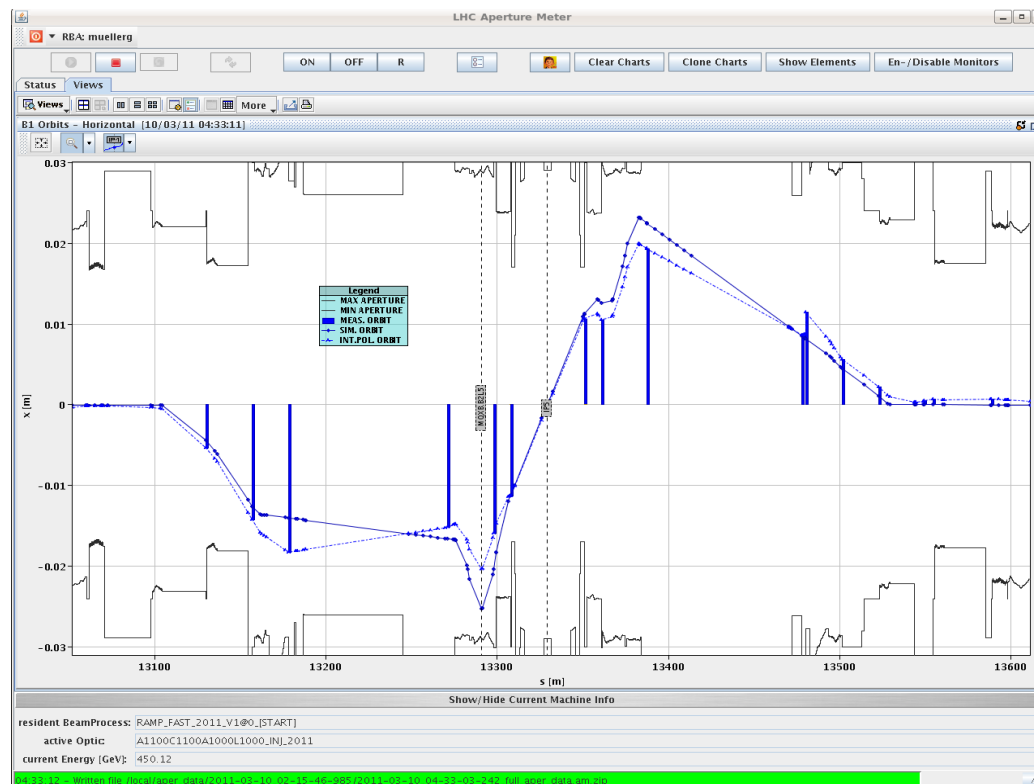 LHC Aperture Meter
RBA: muellerg
ON OFF R Clear Charts Clone Charts Show Elements En-/Disable Monitors
Status Views
Views More
B1 Orbits - Horizontal [10/03/11 04:33:11]
0.03
0.02
0.01
0
-0.01
-0.02
-0.03
x [m]
Legend
MAX APERTURE
MIN APERTURE
MEAS. ORBIT
SIM. ORBIT
INT.POL. ORBIT
MQXB.B2L5
IP5
13100 13200 13300 13400 13500 13600
s [m]
Show/Hide Current Machine Info
resident BeamProcess: RAMP_FAST_2011_V1@0_[START]
active Optic: A1100C1100A1000L1000_INJ_2011
current Energy [GeV]: 450.12
04:33:12 - Written file /local/aper_data/2011-03-10_02-15-46-985/2011-03-10_04-33-03-242_full_aper_data.am.zip